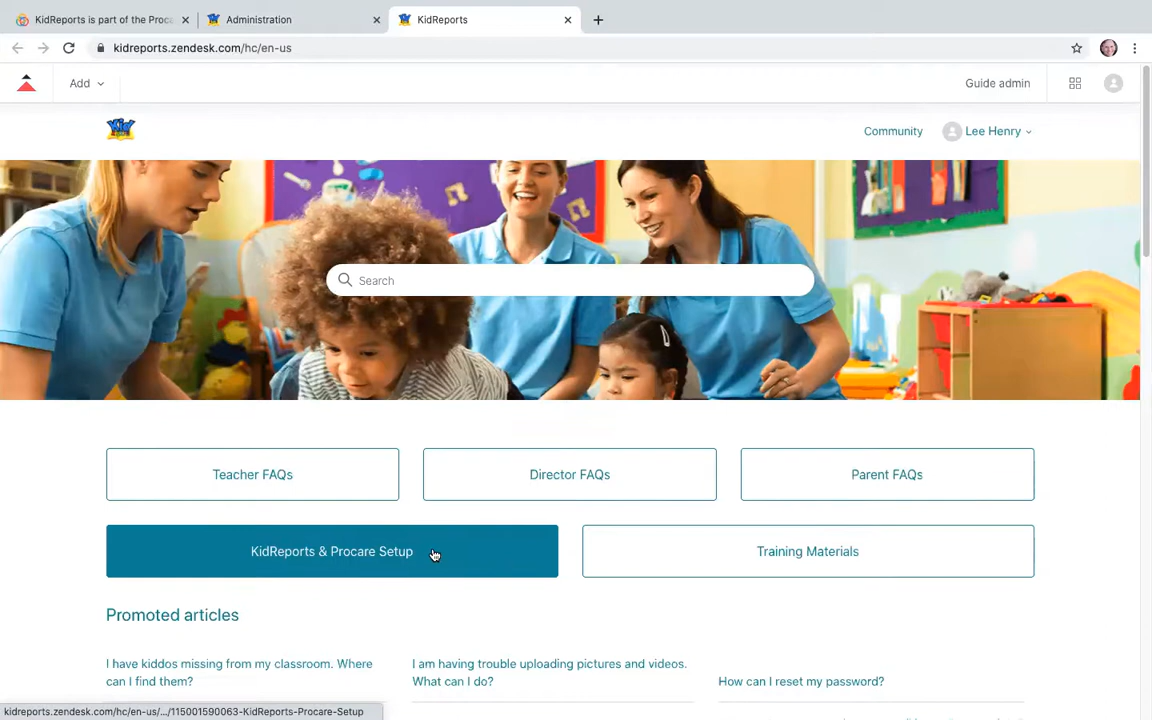 KidReports is part of the Proca
Administration
KidReports
kidreports.zendesk.com/hc/en-us
Add
Guide admin
Kid
Community
Lee Henry
Search
Teacher FAQs
Director FAQs
Parent FAQs
KidReports & Procare Setup
Training Materials
Promoted articles
I have kiddos missing from my classroom. Where
can I find them?
I am having trouble uploading pictures and videos.
What can I do?
How can I reset my password?
kidreports.zendesk.com/hc/en-us/.../115001590063-KidReports-Procare-Setup